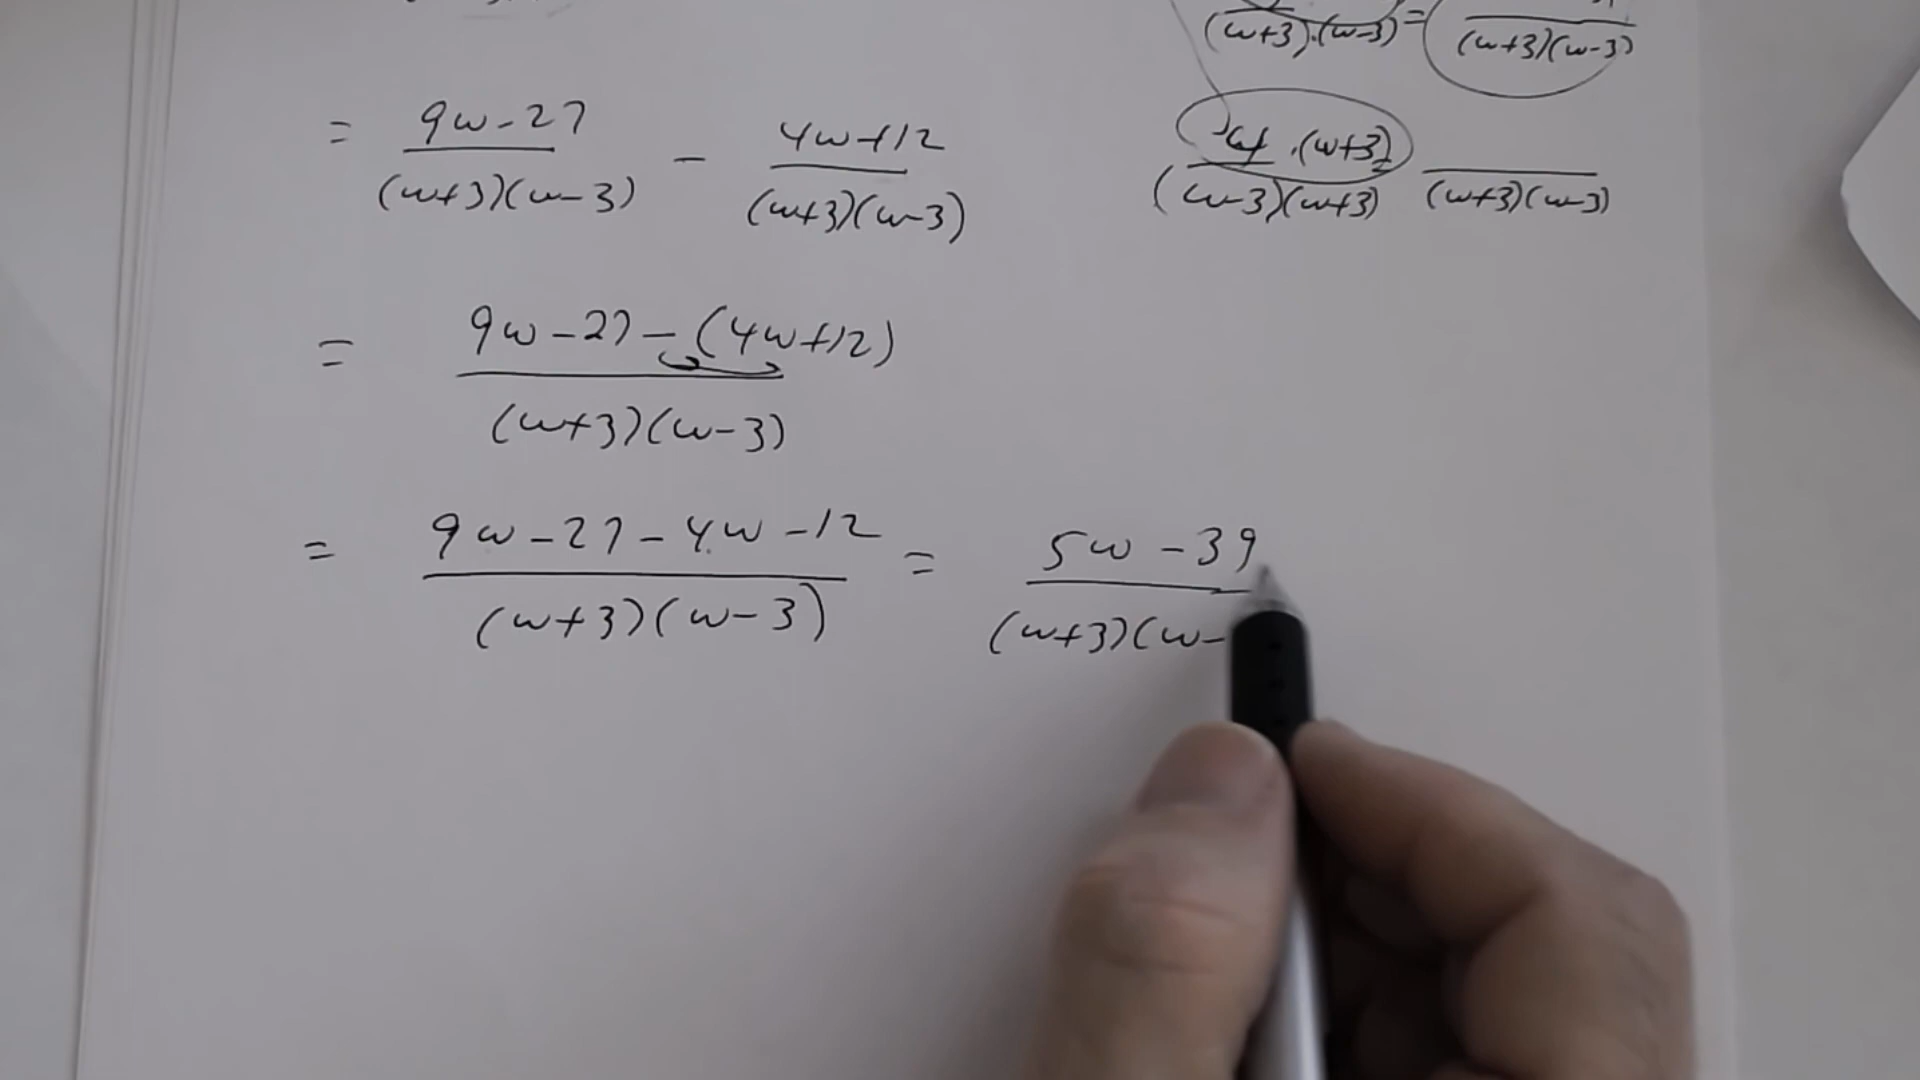 (w+3).(w-3) = (w+3)(w-3)
= 9w-27 / (w+3)(w-3) - 4w+12 / (w+3)(w-3)
4 .(w+3) / (w-3)(w+3)
/ (w+3)(w-3)
= 9w-27-(4w+12) / (w+3)(w-3)
= 9w-27-4w-12 / (w+3)(w-3) = 5w-39 / (w+3)(w-